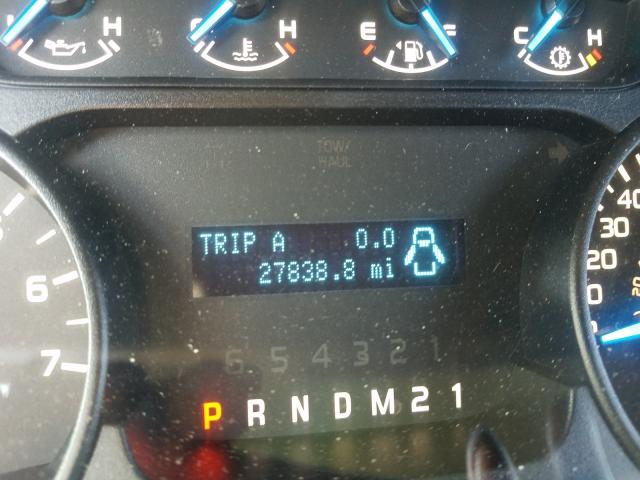 L H C H E F C H
TOW/
HAUL
TRIP A 0.0
27838.8 mi
6 5 4 3 2 1
P R N D M 2 1
6
7
40
30
20